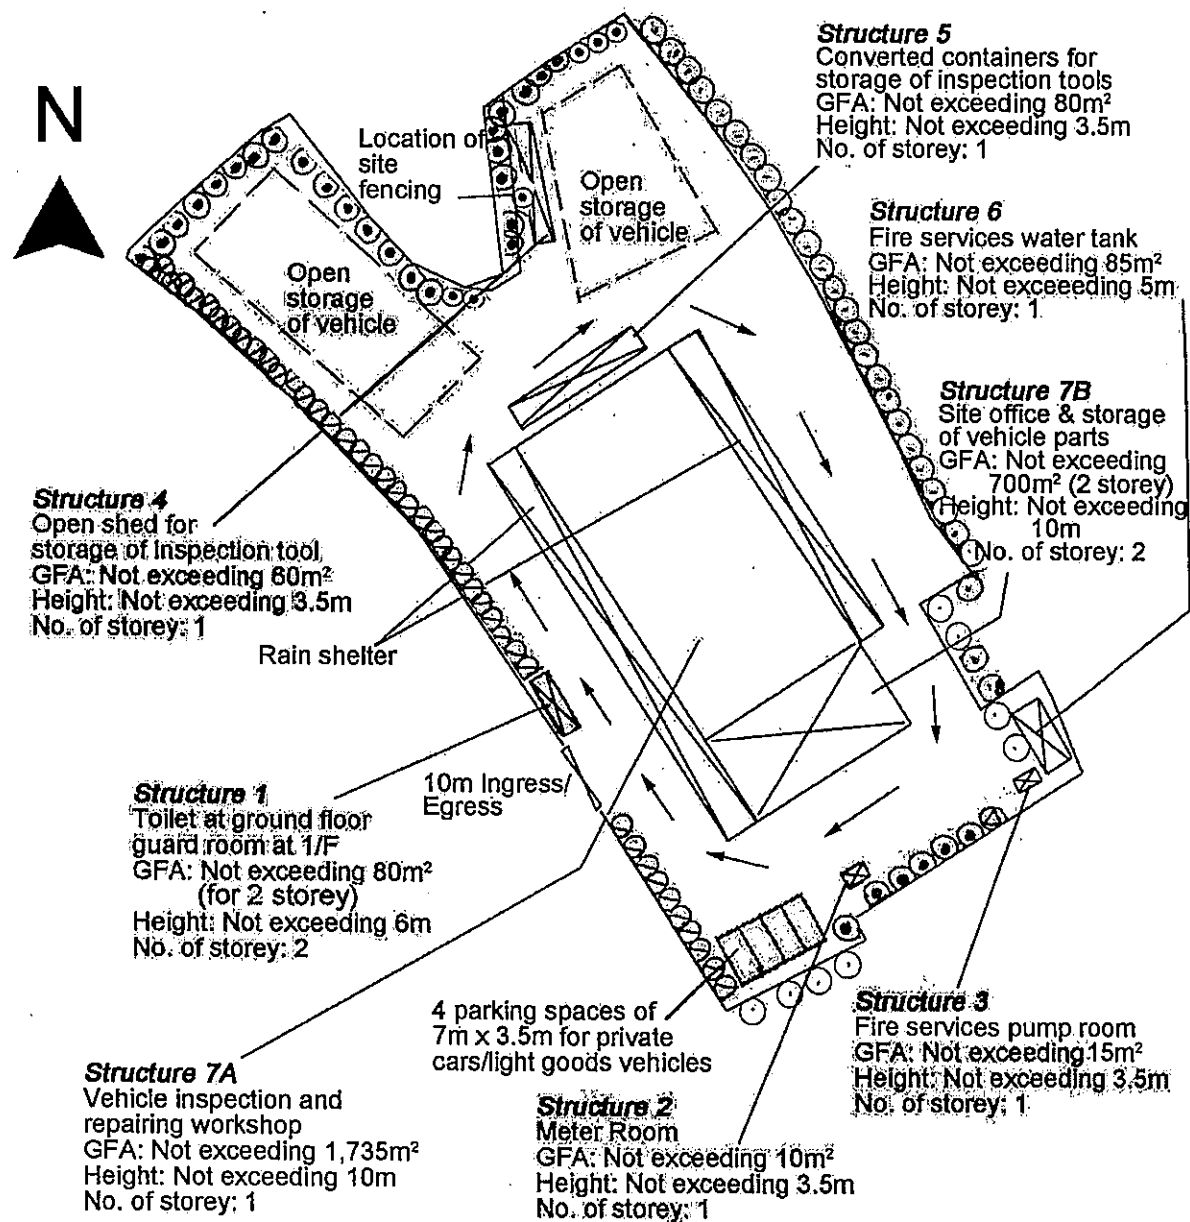 N
Structure 5
Converted containers for
storage of inspection tools
GFA: Not exceeding 80m²
Height: Not exceeding 3.5m
No. of storey: 1
Location of
site
fencing
Open
storage
of vehicle
Structure 6
Fire services water tank
GFA: Not exceeding 85m²
Height: Not exceeeding 5m
No. of storey: 1
Open
storage
of vehicle
Structure 7B
Site office & storage
of vehicle parts
GFA: Not exceeding
700m² (2 storey)
Height: Not exceeding
10m
No. of storey: 2
Structure 4
Open shed for
storage of inspection tool
GFA: Not exceeding 60m²
Height: Not exceeding 3.5m
No. of storey: 1
Rain shelter
Structure 1
Toilet at ground floor
guard room at 1/F
GFA: Not exceeding 80m²
(for 2 storey)
Height: Not exceeding 6m
No. of storey: 2
10m Ingress/
Egress
4 parking spaces of
7m x 3.5m for private
cars/light goods vehicles
Structure 3
Fire services pump room
GFA: Not exceeding 15m²
Height: Not exceeding 3.5m
No. of storey: 1
Structure 7A
Vehicle inspection and
repairing workshop
GFA: Not exceeding 1,735m²
Height: Not exceeding 10m
No. of storey: 1
Structure 2
Meter Room
GFA: Not exceeding 10m²
Height: Not exceeding 3.5m
No. of storey: 1